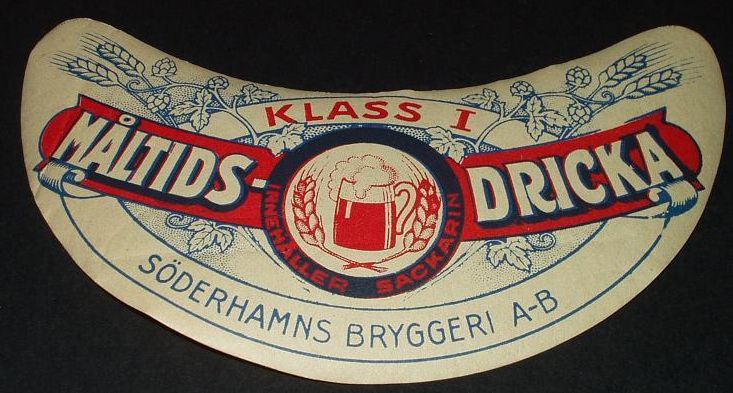 KLASS I
MÅLTIDS-DRICKA
INNEHÅLLER SACKARIN
SÖDERHAMNS BRYGGERI A-B